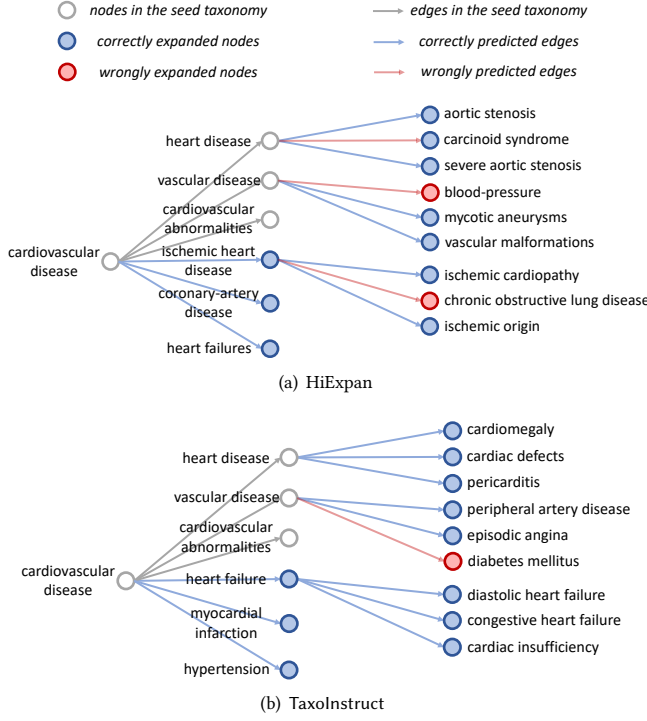 nodes in the seed taxonomy
edges in the seed taxonomy
correctly expanded nodes
correctly predicted edges
wrongly expanded nodes
wrongly predicted edges
aortic stenosis
heart disease
carcinoid syndrome
severe aortic stenosis
vascular disease
blood-pressure
cardiovascular
abnormalities
mycotic aneurysms
vascular malformations
cardiovascular
disease
ischemic heart
disease
ischemic cardiopathy
coronary-artery
disease
chronic obstructive lung disease
ischemic origin
heart failures
(a) HiExpan
cardiomegaly
heart disease
cardiac defects
pericarditis
vascular disease
peripheral artery disease
cardiovascular
abnormalities
episodic angina
diabetes mellitus
cardiovascular
disease
heart failure
diastolic heart failure
myocardial
infarction
congestive heart failure
cardiac insufficiency
hypertension
(b) TaxoInstruct